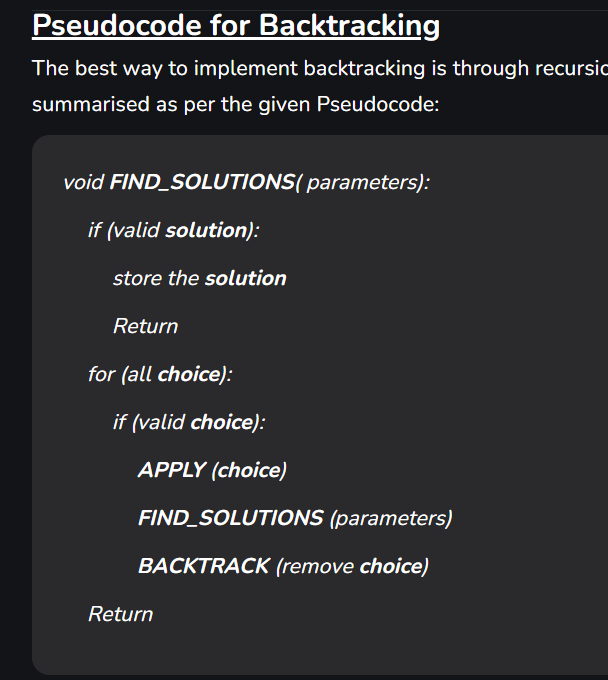 Pseudocode for Backtracking
The best way to implement backtracking is through recursio
summarised as per the given Pseudocode:
void FIND_SOLUTIONS( parameters):
if (valid solution):
store the solution
Return
for (all choice):
if (valid choice):
APPLY (choice)
FIND_SOLUTIONS (parameters)
BACKTRACK (remove choice)
Return